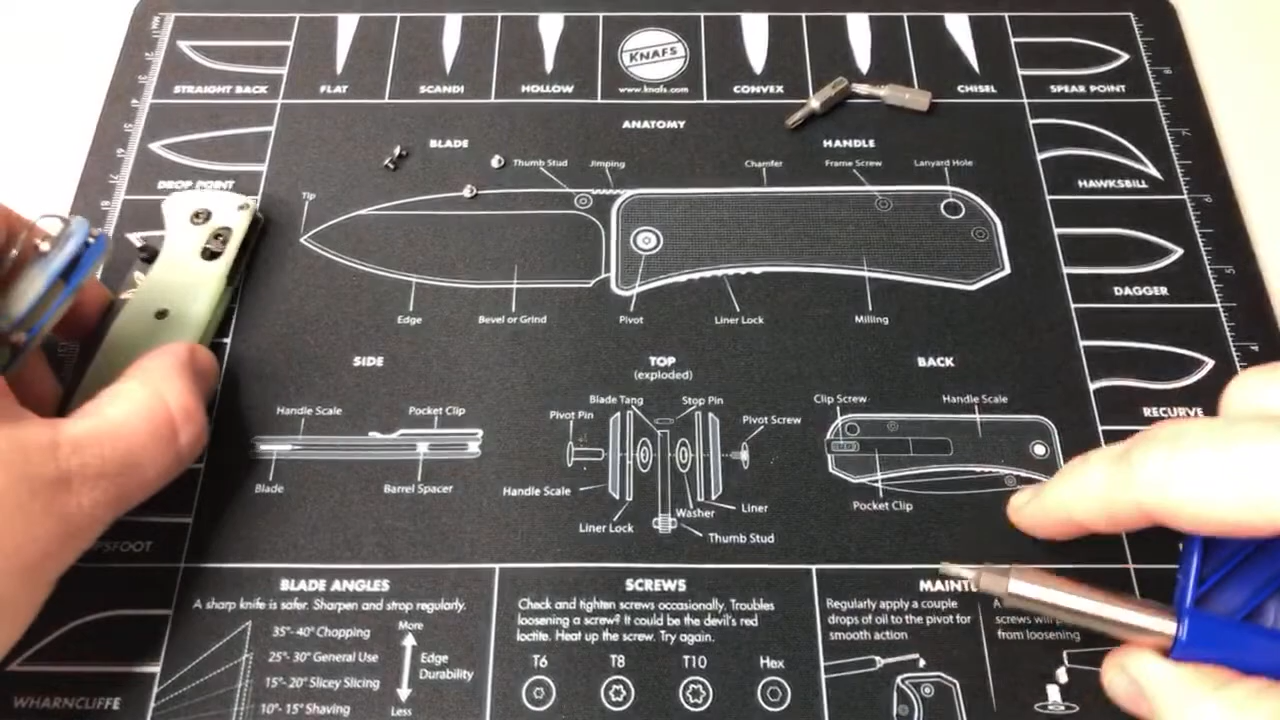 STRAIGHT BACK
FLAT
SCANDI
HOLLOW
KNAFS
www.knafs.com
CONVEX
CHISEL
SPEAR POINT
ANATOMY
BLADE
HANDLE
Thumb Stud
Jimping
Chamfer
Frame Screw
Lanyard Hole
DROP POINT
HAWKSBILL
Tip
DAGGER
Edge
Bevel or Grind
Pivot
Liner Lock
Milling
SIDE
TOP
(exploded)
BACK
Handle Scale
Pocket Clip
Blade Tang
Stop Pin
Clip Screw
Handle Scale
RECURVE
Pivot Pin
Pivot Screw
Blade
Barrel Spacer
Handle Scale
Washer
Liner
Pocket Clip
Liner Lock
Thumb Stud
BLADE ANGLES
A sharp knife is safer. Sharpen and strop regularly.
35°- 40° Chopping
25°- 30° General Use
15°- 20° Slicey Slicing
10°- 15° Shaving
More
Edge
Durability
Less
SCREWS
Check and tighten screws occasionally. Troubles
loosening a screw? It could be the devil's red
loctite. Heat up the screw. Try again.
T6
T8
T10
Hex
Regularly apply a couple
drops of oil to the pivot for
smooth action
A
screws
from loosening
WHARNCLIFFE